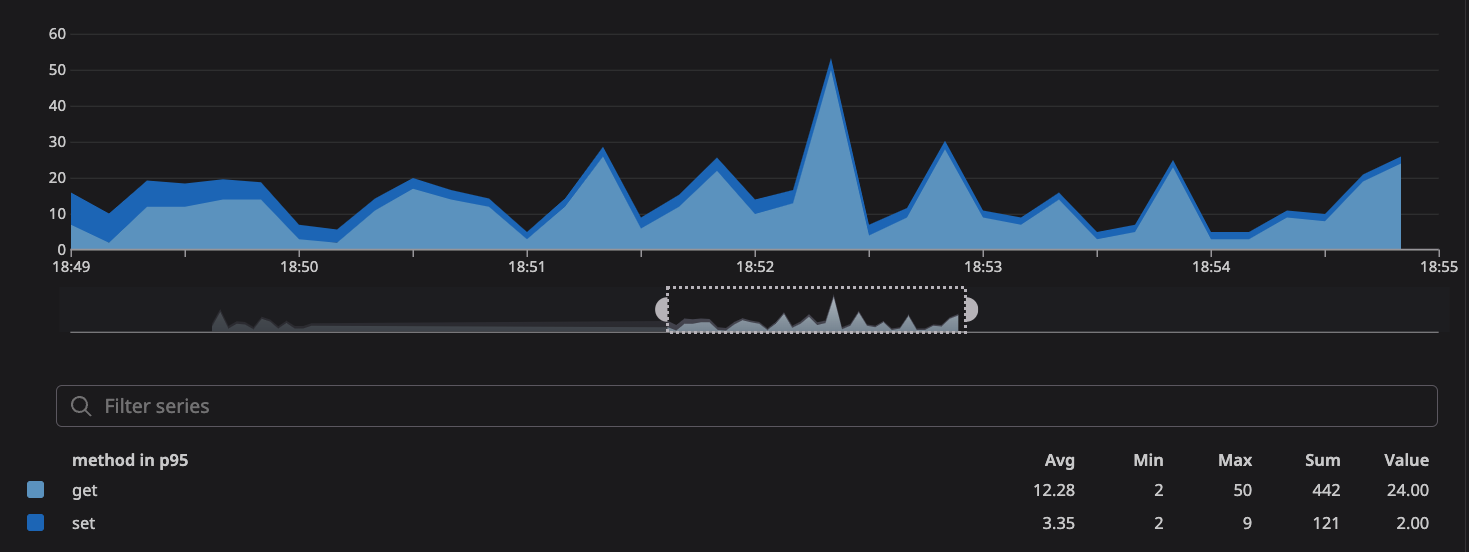 60
50
40
30
20
10
0
18:49 18:50 18:51 18:52 18:53 18:54 18:55
Filter series
method in p95 Avg Min Max Sum Value
get 12.28 2 50 442 24.00
set 3.35 2 9 121 2.00